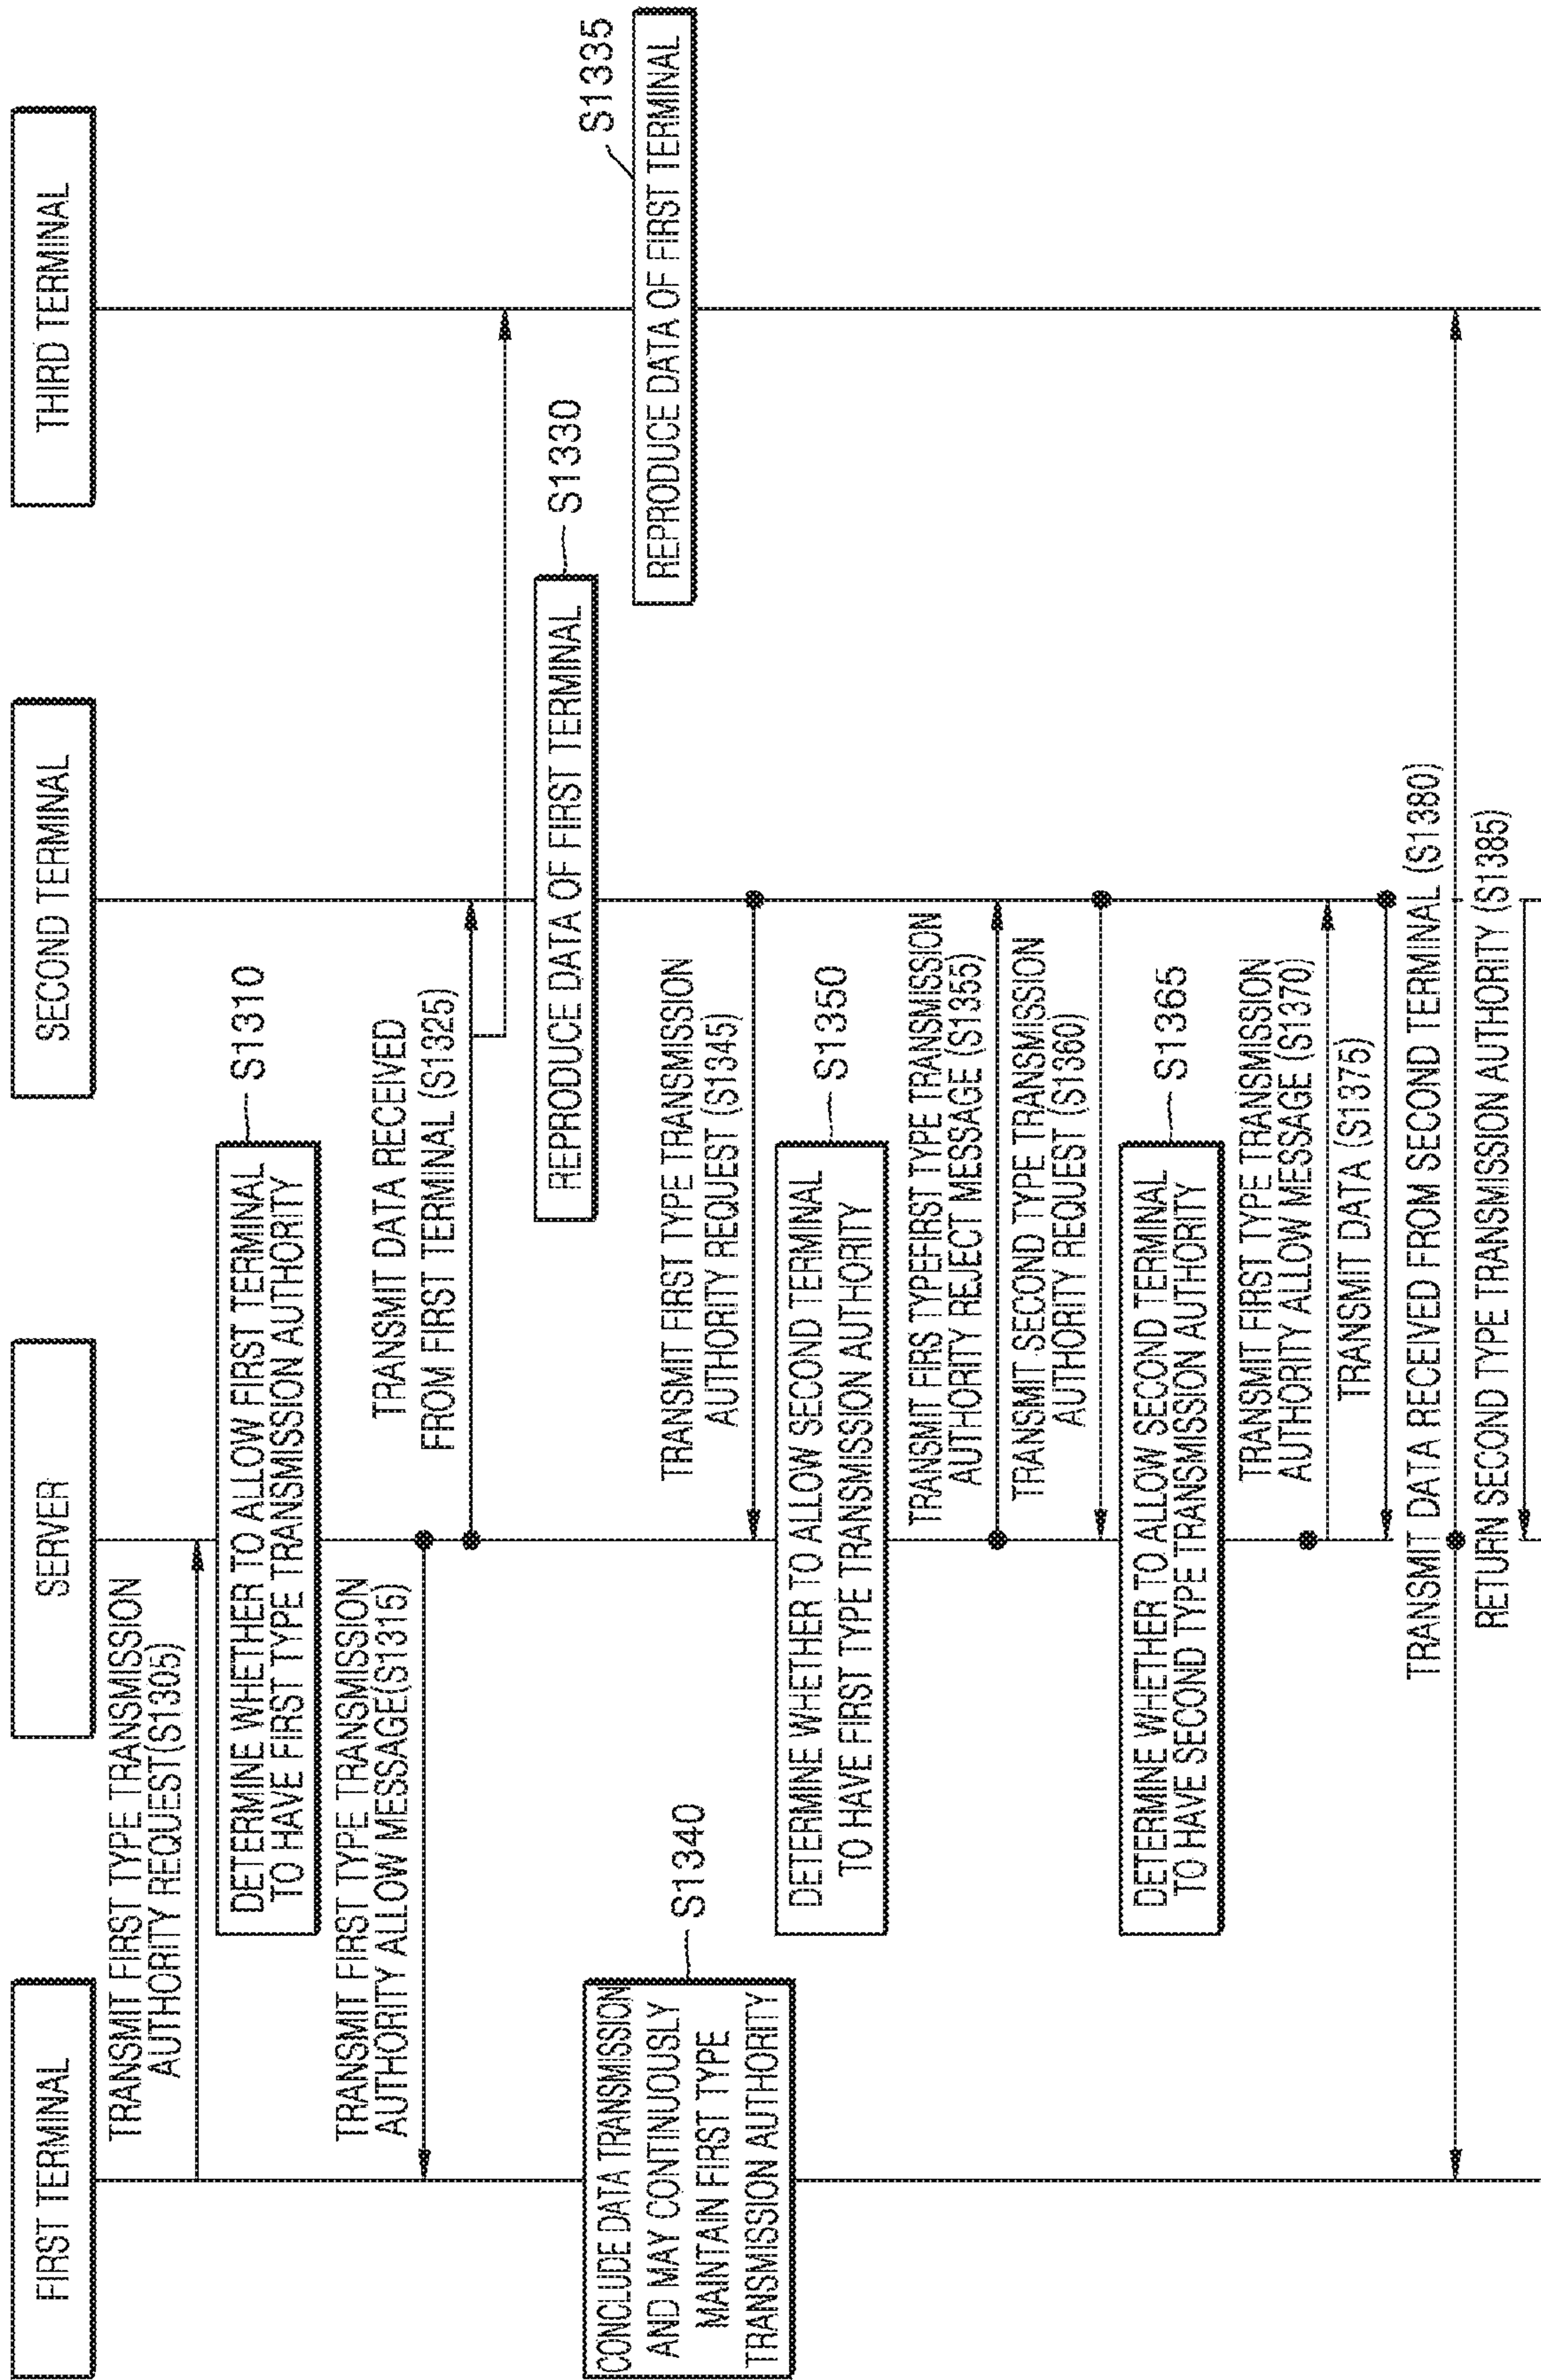 FIRST TERMINAL
SERVER
SECOND TERMINAL
THIRD TERMINAL
TRANSMIT FIRST TYPE TRANSMISSION
AUTHORITY REQUEST(S1305)
S1310
DETERMINE WHETHER TO ALLOW FIRST TERMINAL
TO HAVE FIRST TYPE TRANSMISSION AUTHORITY
TRANSMIT FIRST TYPE TRANSMISSION
AUTHORITY ALLOW MESSAGE(S1315)
TRANSMIT DATA RECEIVED
FROM FIRST TERMINAL (S1325)
S1330
REPRODUCE DATA OF FIRST TERMINAL
S1335
REPRODUCE DATA OF FIRST TERMINAL
S1340
CONCLUDE DATA TRANSMISSION
AND MAY CONTINUOUSLY
MAINTAIN FIRST TYPE
TRANSMISSION AUTHORITY
TRANSMIT FIRST TYPE TRANSMISSION
AUTHORITY REQUEST (S1345)
S1350
DETERMINE WHETHER TO ALLOW SECOND TERMINAL
TO HAVE FIRST TYPE TRANSMISSION AUTHORITY
TRANSMIT FIRS TYPEFIRST TYPE TRANSMISSION
AUTHORITY REJECT MESSAGE (S1355)
TRANSMIT SECOND TYPE TRANSMISSION
AUTHORITY REQUEST (S1360)
S1365
DETERMINE WHETHER TO ALLOW SECOND TERMINAL
TO HAVE SECOND TYPE TRANSMISSION AUTHORITY
TRANSMIT FIRST TYPE TRANSMISSION
AUTHORITY ALLOW MESSAGE (S1370)
TRANSMIT DATA (S1375)
TRANSMIT DATA RECEIVED FROM SECOND TERMINAL (S1380)
RETURN SECOND TYPE TRANSMISSION AUTHORITY (S1385)